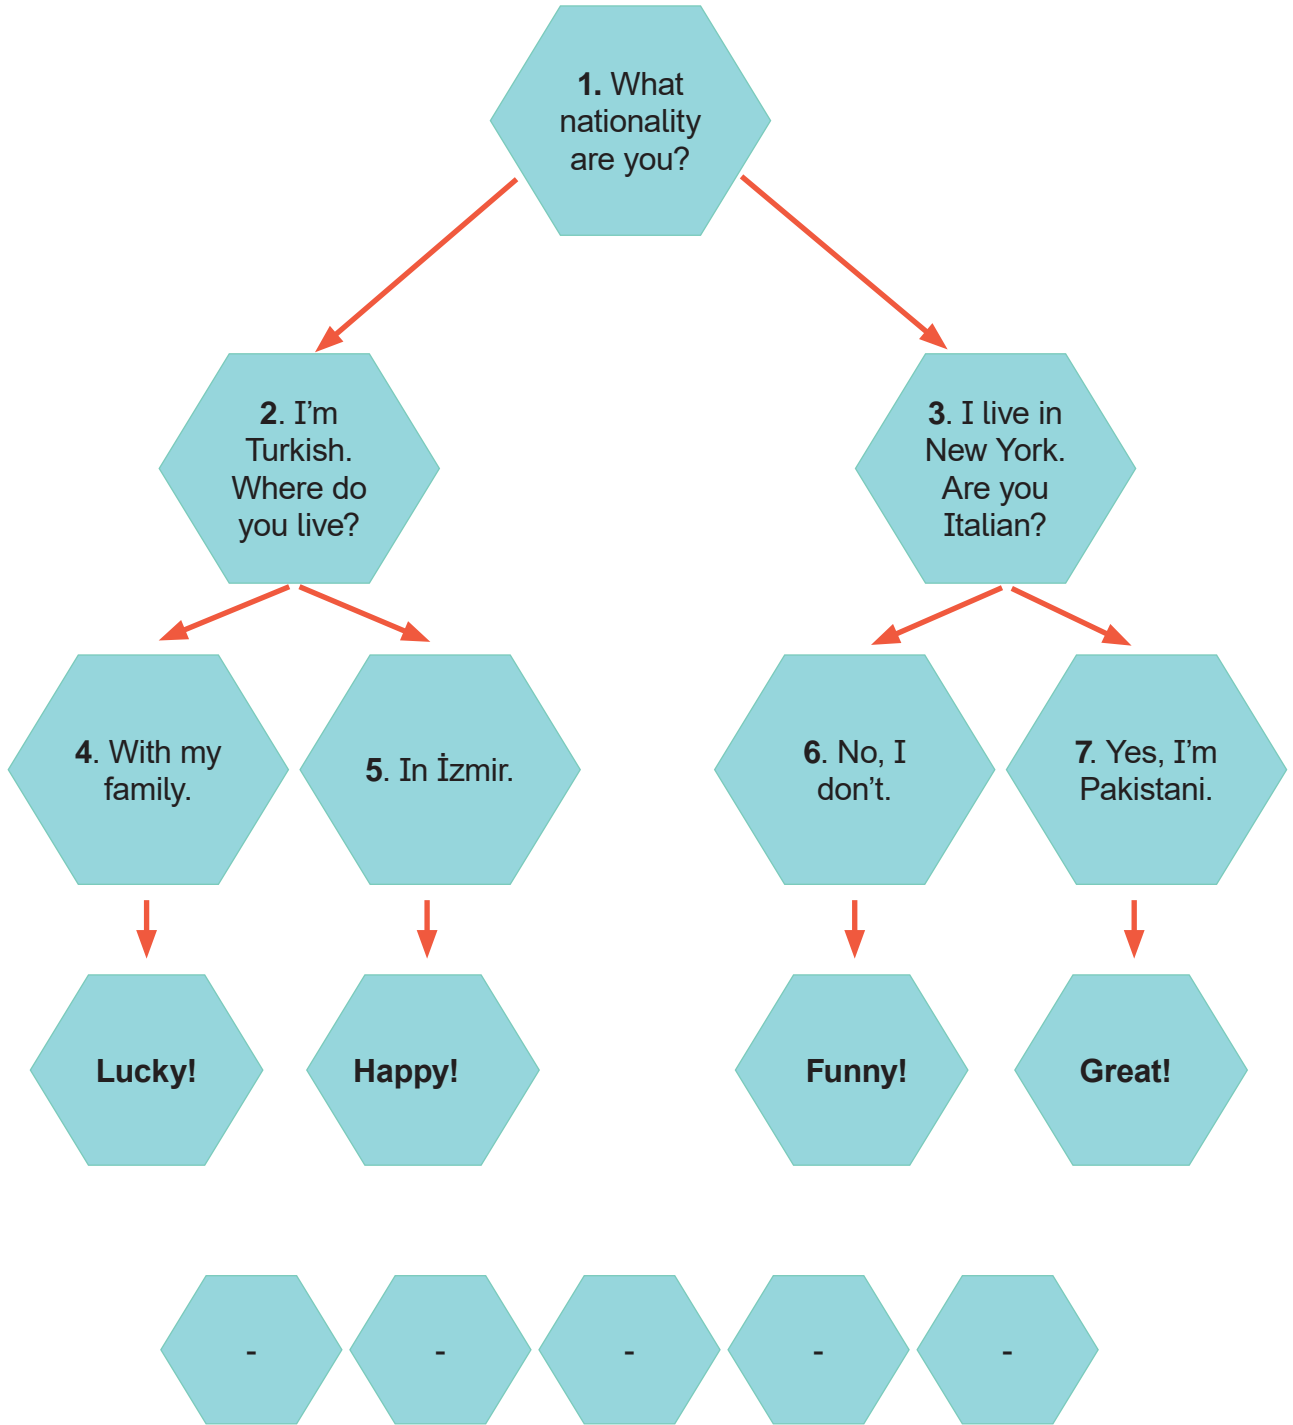 1. What
nationality
are you?
2. I'm
Turkish.
Where do
you live?
3. I live in
New York.
Are you
Italian?
4. With my
family.
5. In İzmir.
6. No, I
don't.
7. Yes, I'm
Pakistani.
Lucky!
Happy!
Funny!
Great!
- - - - -